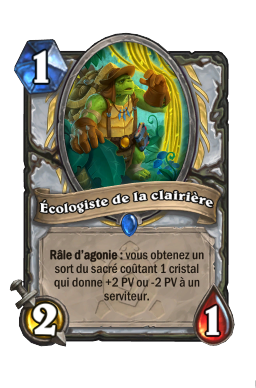 1
Écologiste de la clairière
Râle d'agonie : vous obtenez un
sort du sacré coûtant 1 cristal
qui donne +2 PV ou -2 PV à un
serviteur.
2
1